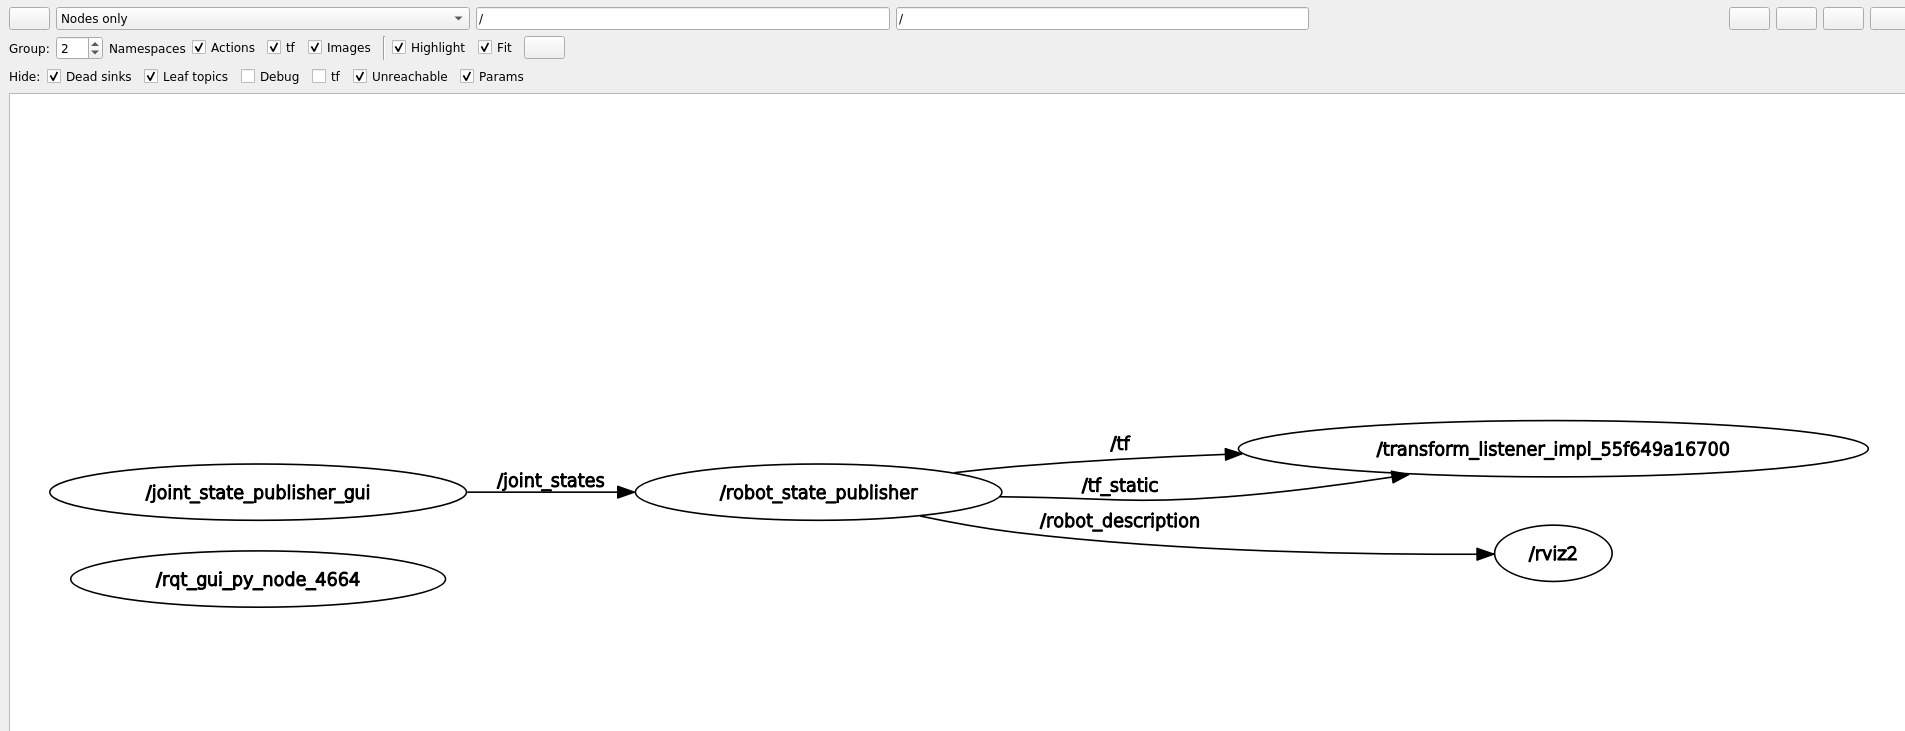 Nodes only / /
Group: 2 Namespaces Actions tf Images Highlight Fit
Hide: Dead sinks Leaf topics Debug tf Unreachable Params
/tf
/transform_listener_impl_55f649a16700
/joint_states
/tf_static
/joint_state_publisher_gui
/robot_state_publisher
/robot_description
/rviz2
/rqt_gui_py_node_4664